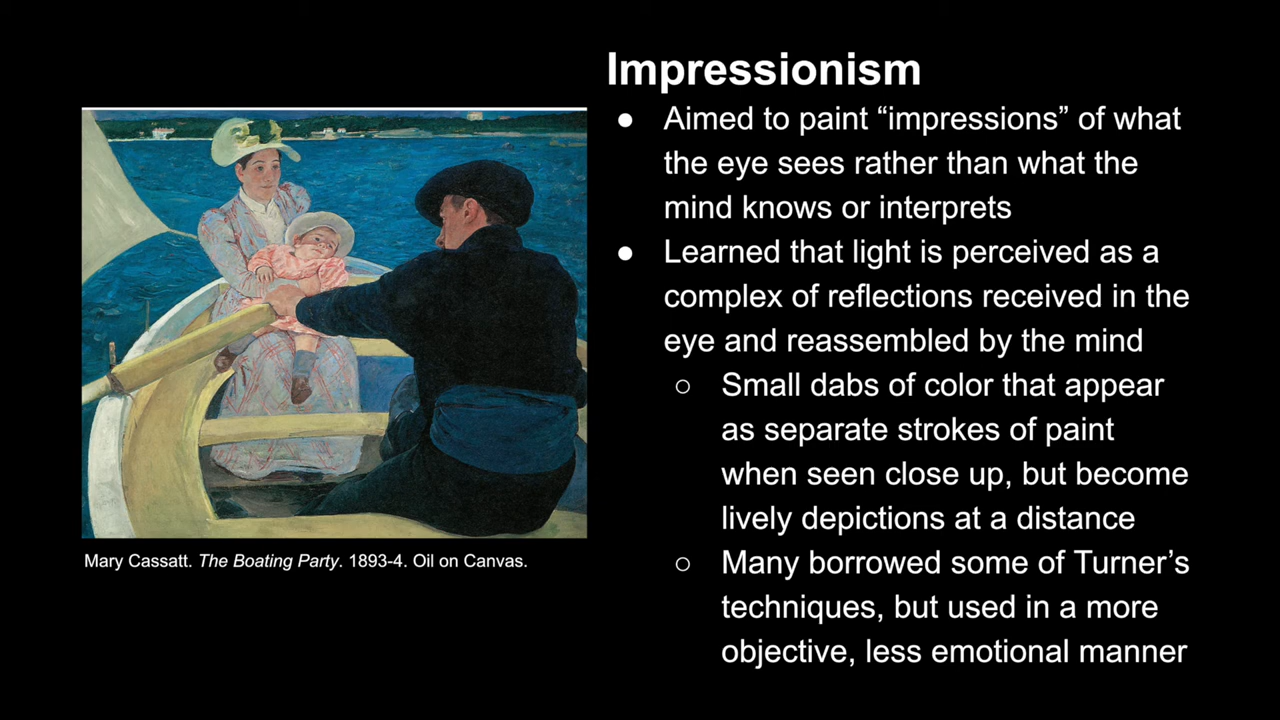 Impressionism
● Aimed to paint “impressions” of what
the eye sees rather than what the
mind knows or interprets
● Learned that light is perceived as a
complex of reflections received in the
eye and reassembled by the mind
○ Small dabs of color that appear
as separate strokes of paint
when seen close up, but become
lively depictions at a distance
○ Many borrowed some of Turner’s
techniques, but used in a more
objective, less emotional manner
Mary Cassatt. The Boating Party. 1893-4. Oil on Canvas.